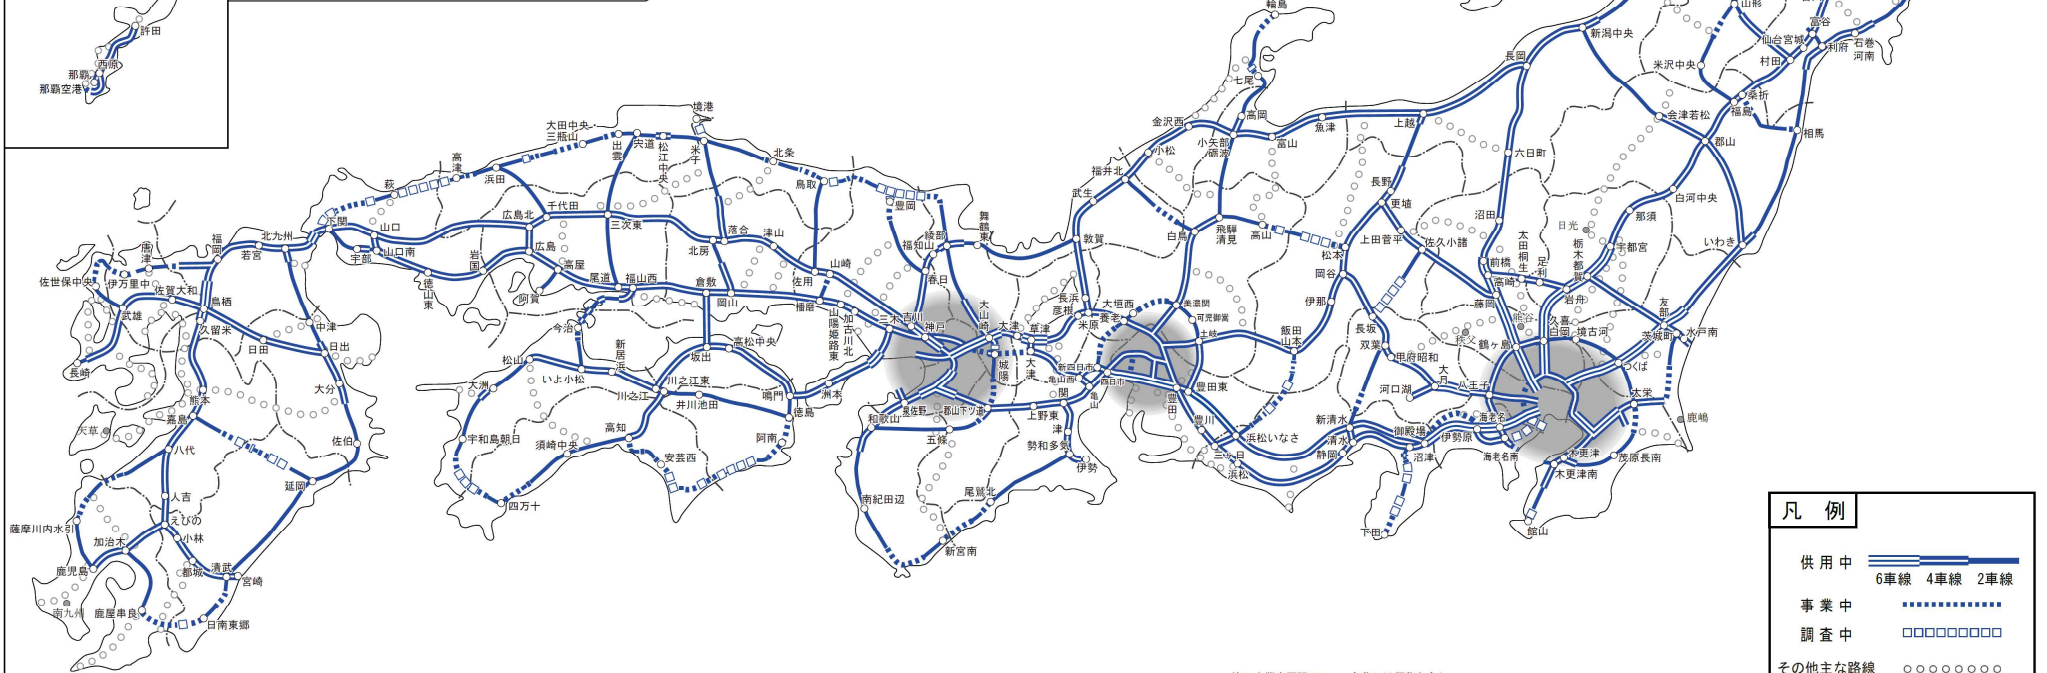 許田
西原
那覇
那覇空港
輪島
七尾
高岡
金沢西
小矢部
砺波
富山
魚津
上越
長岡
新潟中央
山形
富谷
仙台宮城
利府
石巻
河南
村田
米沢中央
桑折
福島
会津若松
相馬
郡山
六日町
小松
福井北
武生
敦賀
白鳥
飛騨
清見
高山
松本
長野
更埴
上田菅平
佐久小諸
沼田
前橋
高崎
藤岡
太田桐生
足利
栃木都賀
岩舟
日光
宇都宮
那須
白河中央
いわき
友部
茨城町
水戸南
久喜
白岡
境古河
熊谷
秩父
鶴ヶ島
つくば
大栄
鹿嶋
茂原長南
木更津
木更津南
館山
境港
大田中央
三瓶山
出雲
宍道
松江中央
米子
北条
鳥取
豊岡
高津
浜田
萩
千代田
広島北
広島
高屋
三次東
阿賀
尾道
福山西
倉敷
岡山
北房
落合
津山
佐用
山崎
播磨
山陽姫路東
加古川北
三木
吉川
神戸
春日
福知山
綾部
舞鶴東
大山崎
大津
草津
城陽
大津
長浜
彦根
米原
養老
大垣西
美濃関
可児御嵩
土岐
飯田
山本
伊那
岡谷
長坂
双葉
甲府昭和
河口湖
大月
八王子
海老名
海老名南
伊勢原
御殿場
沼津
新清水
清水
静岡
下田
浜松いなさ
浜松
三ヶ日
豊川
豊田
豊田東
新四日市
四日市
亀山西
亀山
関
上野東
津
勢和多気
伊勢
尾鷲北
新宮南
南紀田辺
和歌山
泉佐野
郡山下ツ道
五條
洲本
鳴門
徳島
阿南
高松中央
坂出
川之江東
川之江
井川池田
新居浜
いよ小松
今治
松山
大洲
宇和島朝日
須崎中央
高知
安芸西
四万十
下関
山口
山口南
宇部
徳山東
岩国
北九州
若宮
福岡
唐津
伊万里中
佐世保中央
佐賀大和
武雄
長崎
鳥栖
久留米
日田
中津
日出
大分
佐伯
延岡
熊本
嘉島
天草
八代
人吉
えびの
小林
都城
清武
宮崎
日南東郷
鹿屋串良
加治木
鹿児島
薩摩川内水引
南九州
凡 例
供用中
6車線 4車線 2車線
事業中
調査中
その他主な路線